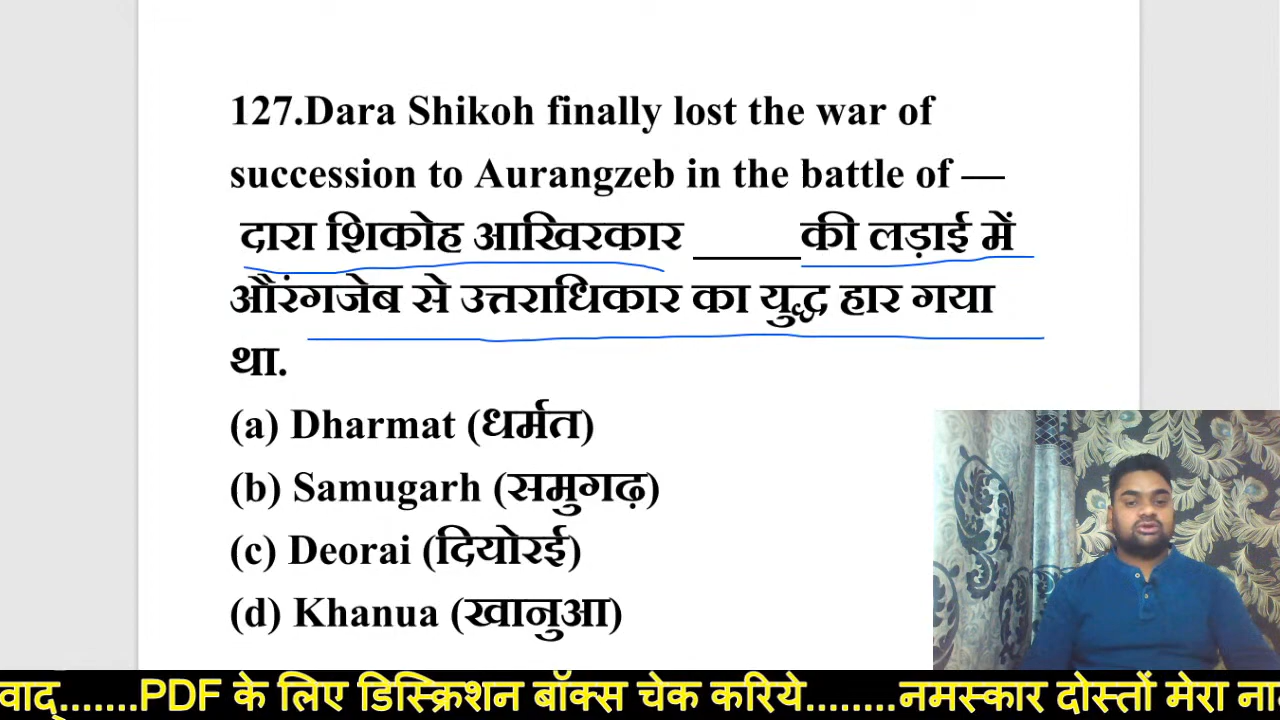 127.Dara Shikoh finally lost the war of
succession to Aurangzeb in the battle of —
दारा शिकोह आखिरकार _____की लड़ाई में
औरंगजेब से उत्तराधिकार का युद्ध हार गया
था.
(a) Dharmat (धर्मत)
(b) Samugarh (समुगढ़)
(c) Deorai (दियोरई)
(d) Khanua (खानुआ)
वाद्.......PDF के लिए डिस्क्रिशन बॉक्स चेक करिये........नमस्कार दोस्तों मेरा ना